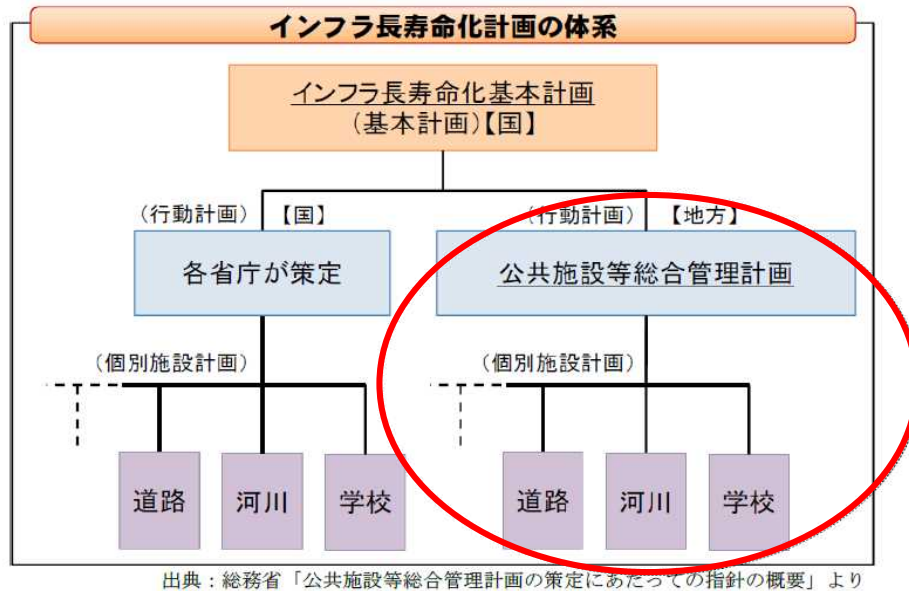 インフラ長寿命化計画の体系
インフラ長寿命化基本計画
(基本計画)【国】
(行動計画) 【国】
(行動計画) 【地方】
各省庁が策定
公共施設等総合管理計画
(個別施設計画)
(個別施設計画)
道路 河川 学校
道路 河川 学校
出典：総務省「公共施設等総合管理計画の策定にあたっての指針の概要」より